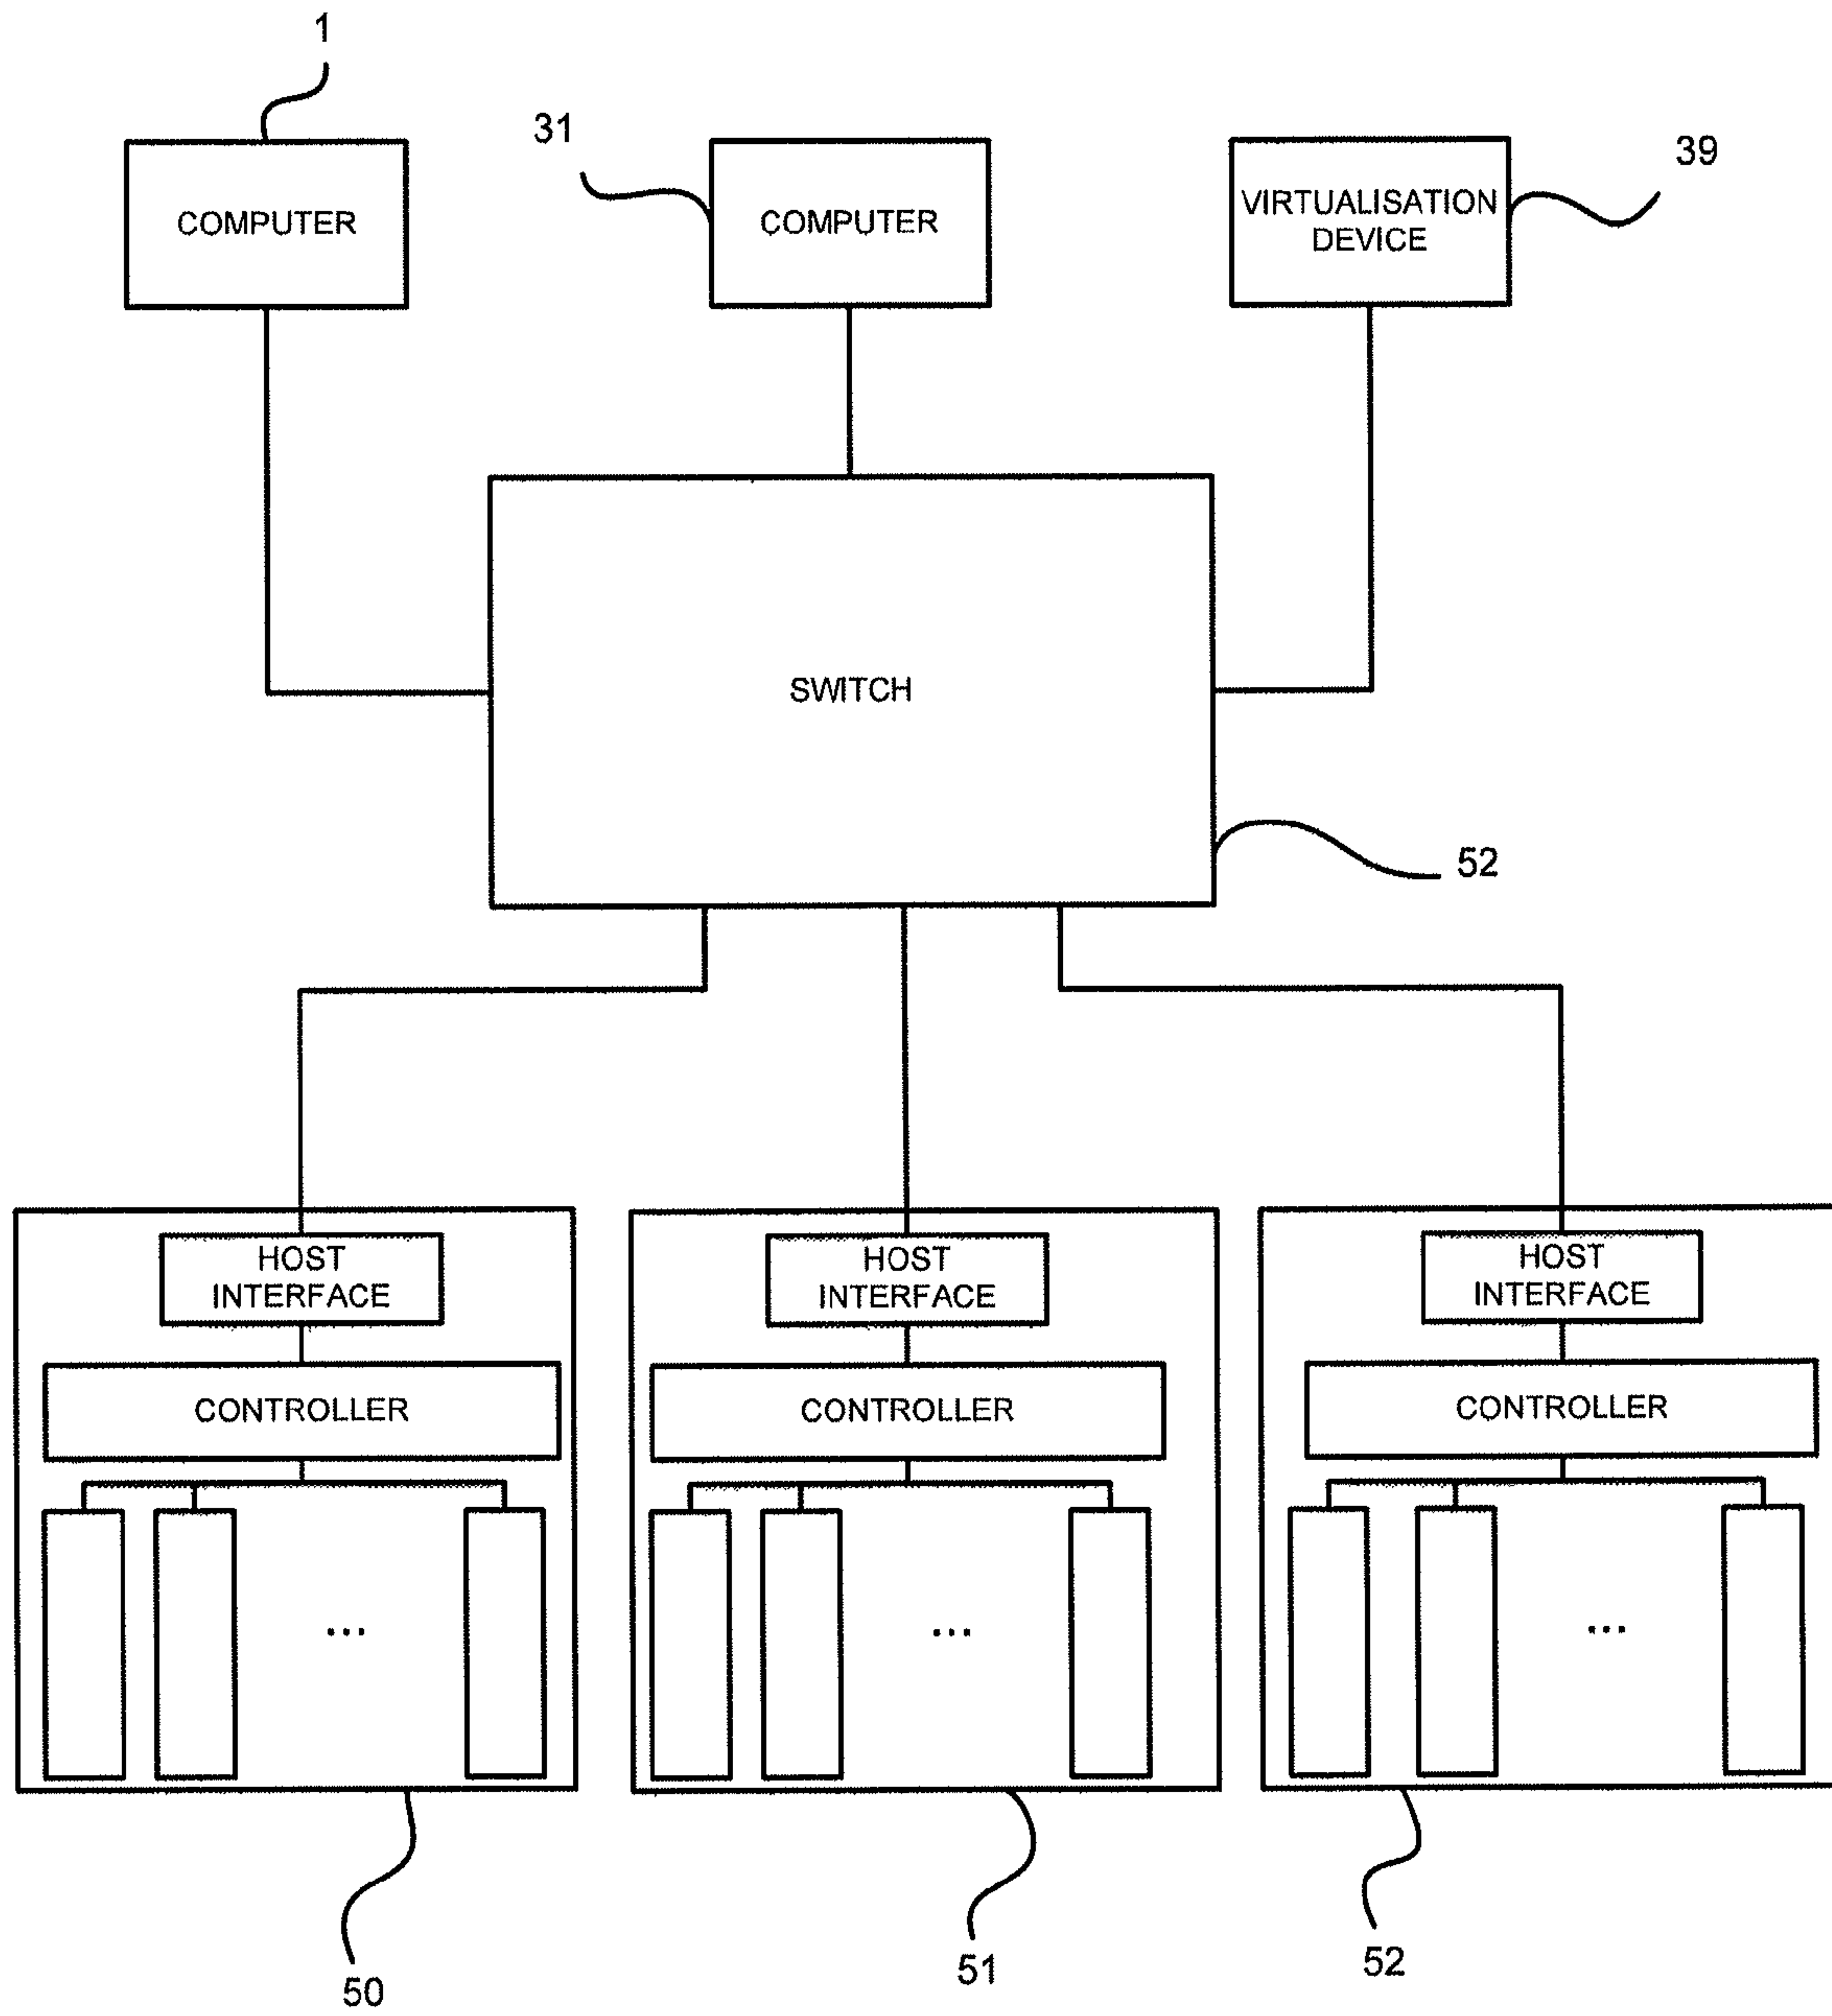 1
31
39
COMPUTER
COMPUTER
VIRTUALISATION
DEVICE
SWITCH
52
HOST
INTERFACE
HOST
INTERFACE
HOST
INTERFACE
CONTROLLER
CONTROLLER
CONTROLLER
...
...
...
50
51
52